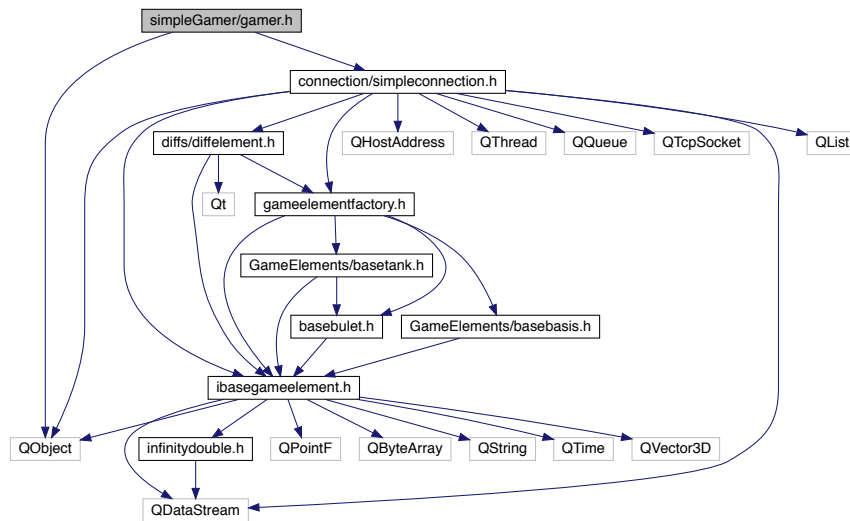 simpleGamer/gamer.h
connection/simpleconnection.h
diffs/diffelement.h
QHostAddress
QThread
QQueue
QTcpSocket
QList
Qt
gameelementfactory.h
GameElements/basetank.h
basebulet.h
GameElements/basebasis.h
ibasegameelement.h
QObject
infinitydouble.h
QPointF
QByteArray
QString
QTime
QVector3D
QDataStream